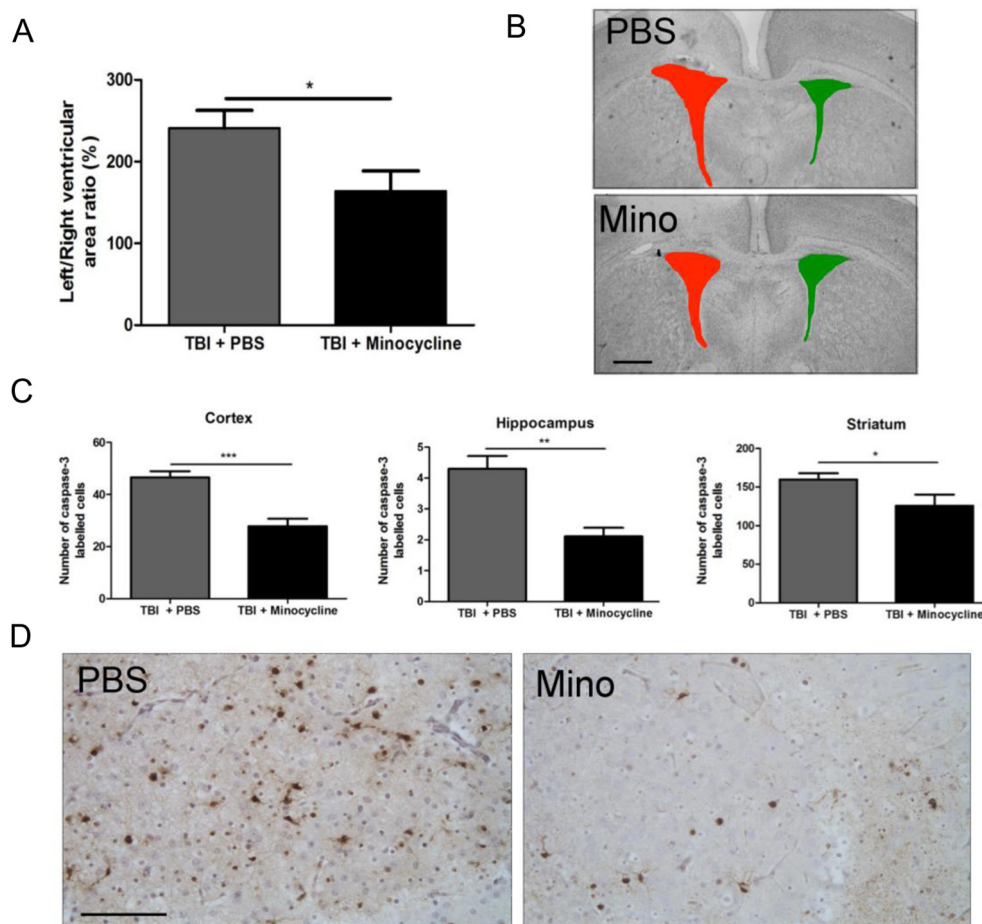 A
Left/Right ventricular
area ratio (%)
300
200
100
0
*
TBI + PBS
TBI + Minocycline
B
PBS
Mino
C
Cortex
Number of caspase-3
labelled cells
60
40
20
0
***
TBI + PBS
TBI + Minocycline
Hippocampus
Number of caspase-3
labelled cells
5
4
3
2
1
0
**
TBI + PBS
TBI + Minocycline
Striatum
Number of caspase-3
labelled cells
200
150
100
50
0
*
TBI + PBS
TBI + Minocycline
D
PBS
Mino